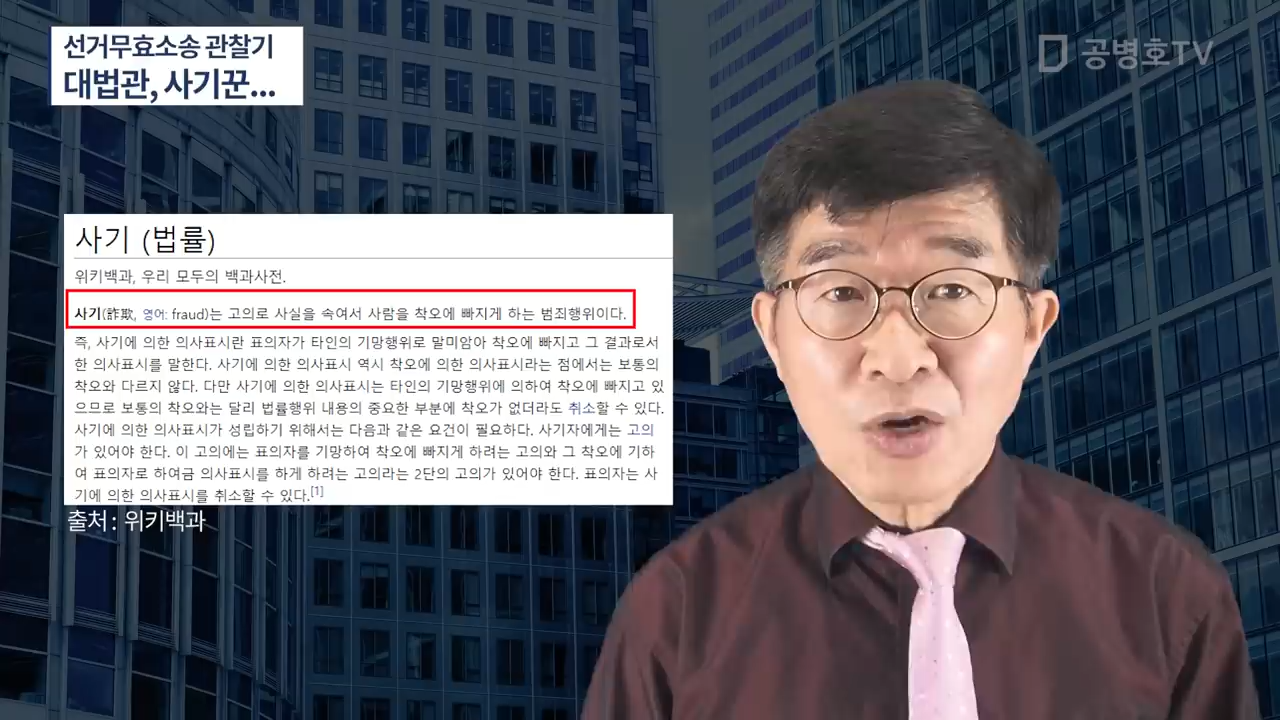 선거무효소송 관찰기
대법관, 사기꾼...
공병호TV
사기 (법률)
위키백과, 우리 모두의 백과사전.
사기(詐欺, 영어: fraud)는 고의로 사실을 속여서 사람을 착오에 빠지게 하는 범죄행위이다.
즉, 사기에 의한 의사표시란 표의자가 타인의 기망행위로 말미암아 착오에 빠지고 그 결과로서
한 의사표시를 말한다. 사기에 의한 의사표시 역시 착오에 의한 의사표시라는 점에서는 보통의
착오와 다르지 않다. 다만 사기에 의한 의사표시는 타인의 기망행위에 의하여 착오에 빠지고 있
으므로 보통의 착오와는 달리 법률행위 내용의 중요한 부분에 착오가 없더라도 취소할 수 있다.
사기에 의한 의사표시가 성립하기 위해서는 다음과 같은 요건이 필요하다. 사기자에게는 고의
가 있어야 한다. 이 고의에는 표의자를 기망하여 착오에 빠지게 하려는 고의와 그 착오에 기하
여 표의자로 하여금 의사표시를 하게 하려는 고의라는 2단의 고의가 있어야 한다. 표의자는 사
기에 의한 의사표시를 취소할 수 있다.[1]
출처 : 위키백과